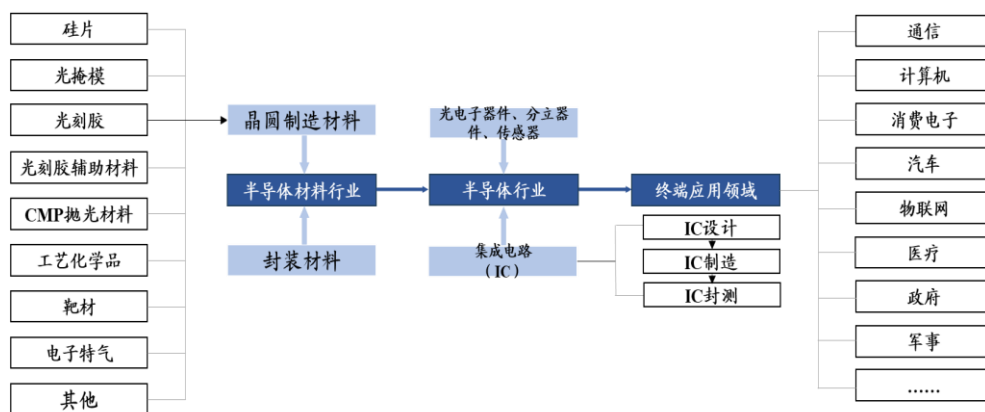 硅片
光掩模
光刻胶
光刻胶辅助材料
CMP抛光材料
工艺化学品
靶材
电子特气
其他
晶圆制造材料
半导体材料行业
封装材料
光电子器件、分立器
件、传感器
半导体行业
集成电路
（IC）
终端应用领域
IC设计
IC制造
IC封测
通信
计算机
消费电子
汽车
物联网
医疗
政府
军事
……